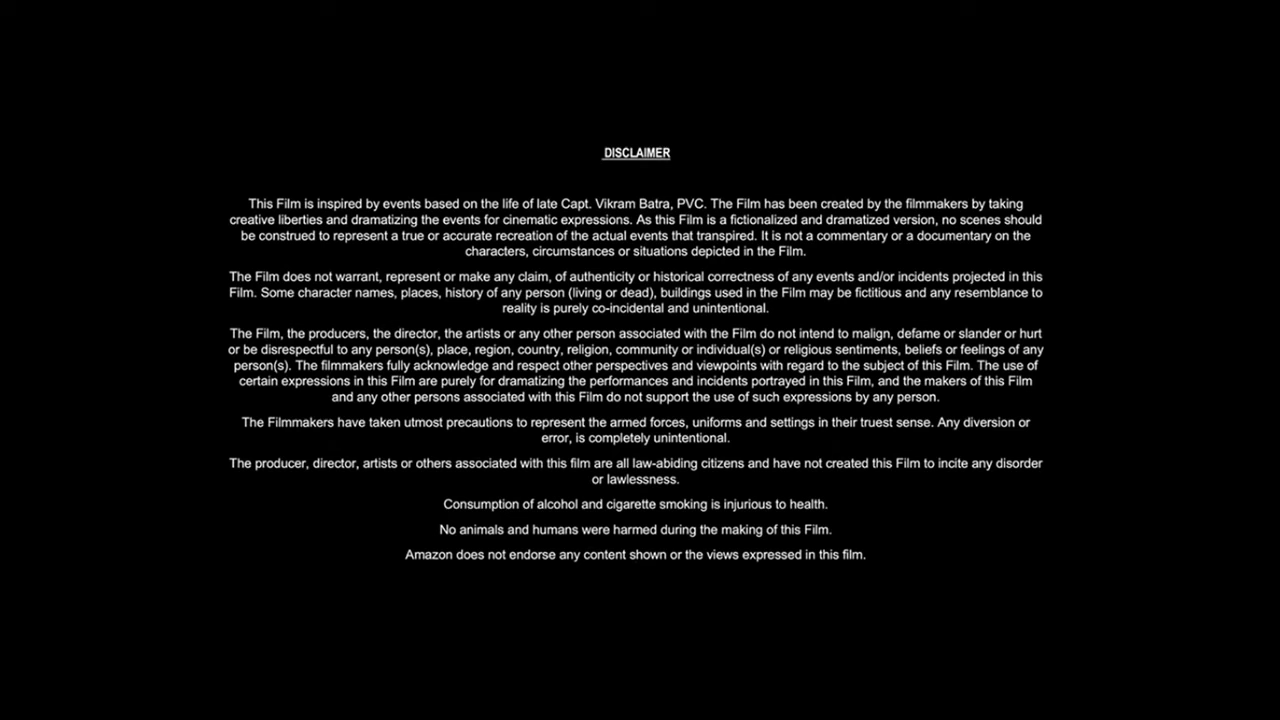 DISCLAIMER
This Film is inspired by events based on the life of late Capt. Vikram Batra, PVC. The Film has been created by the filmmakers by taking
creative liberties and dramatizing the events for cinematic expressions. As this Film is a fictionalized and dramatized version, no scenes should
be construed to represent a true or accurate recreation of the actual events that transpired. It is not a commentary or a documentary on the
characters, circumstances or situations depicted in the Film.
The Film does not warrant, represent or make any claim, of authenticity or historical correctness of any events and/or incidents projected in this
Film. Some character names, places, history of any person (living or dead), buildings used in the Film may be fictitious and any resemblance to
reality is purely co-incidental and unintentional.
The Film, the producers, the director, the artists or any other person associated with the Film do not intend to malign, defame or slander or hurt
or be disrespectful to any person(s), place, region, country, religion, community or individual(s) or religious sentiments, beliefs or feelings of any
person(s). The filmmakers fully acknowledge and respect other perspectives and viewpoints with regard to the subject of this Film. The use of
certain expressions in this Film are purely for dramatizing the performances and incidents portrayed in this Film, and the makers of this Film
and any other persons associated with this Film do not support the use of such expressions by any person.
The Filmmakers have taken utmost precautions to represent the armed forces, uniforms and settings in their truest sense. Any diversion or
error, is completely unintentional.
The producer, director, artists or others associated with this film are all law-abiding citizens and have not created this Film to incite any disorder
or lawlessness.
Consumption of alcohol and cigarette smoking is injurious to health.
No animals and humans were harmed during the making of this Film.
Amazon does not endorse any content shown or the views expressed in this film.